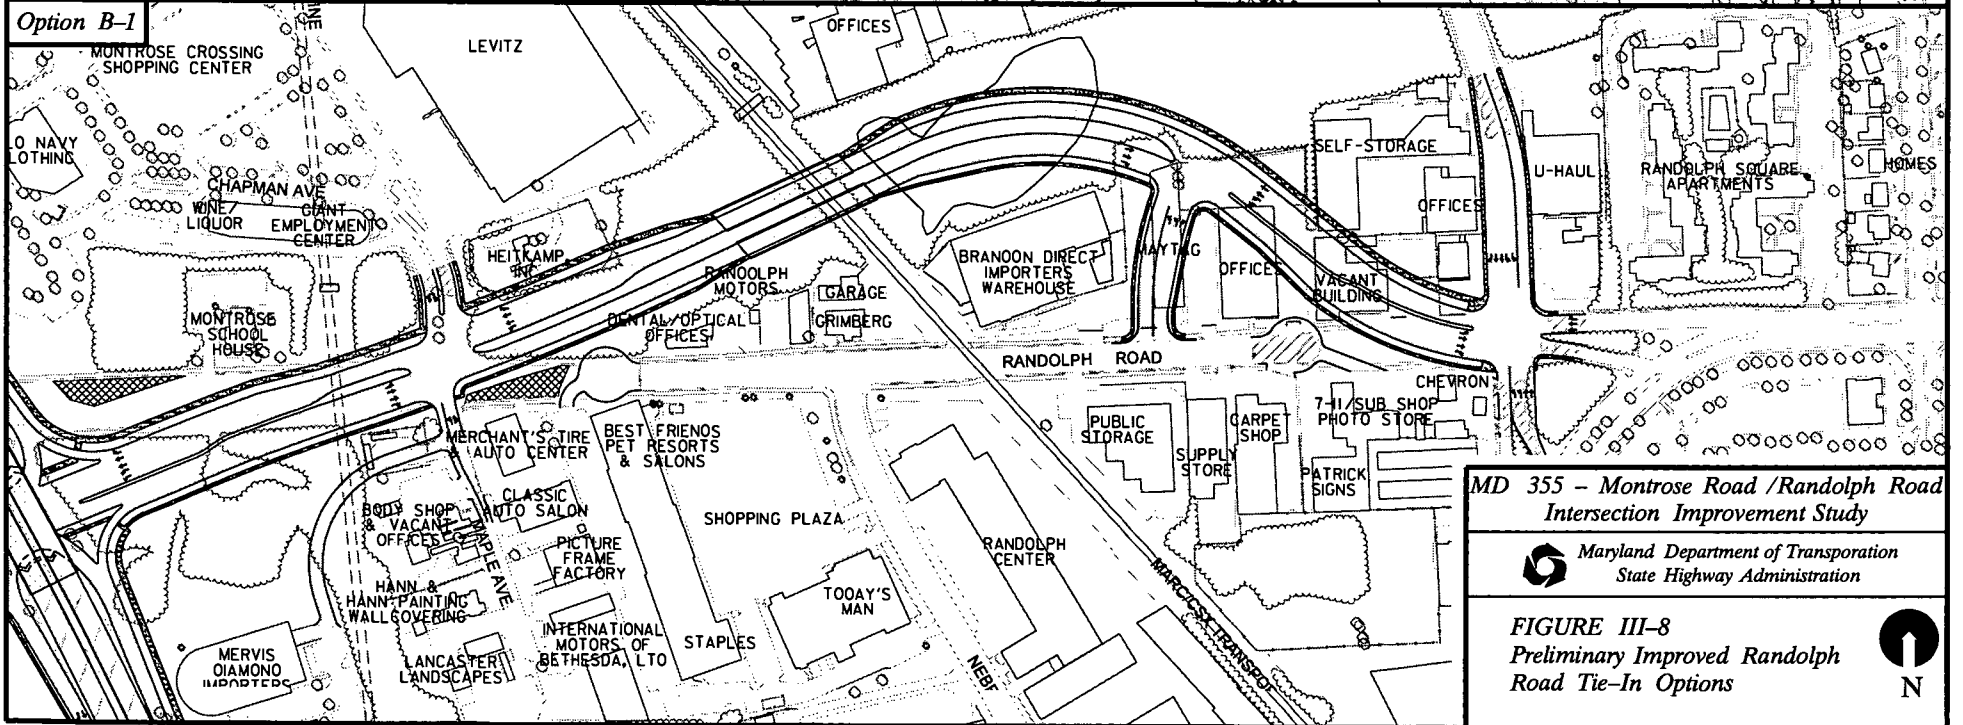 Option B-1
MONTROSE CROSSING
SHOPPING CENTER
LEVITZ
OFFICES
O NAVY
LOTHING
CHAPMAN AVE
WINE/
LIQUOR
GIANT
EMPLOYMENT
CENTER
HEITKAMP,
INC
MONTROSE
SCHOOL
HOUSE
RANDOLPH
MOTORS
GARAGE
GRIMBERG
DENTAL/OPTICAL
OFFICES
BRANDON DIRECT
IMPORTERS
WAREHOUSE
MAYTAG
OFFICES
VACANT
BUILDING
SELF-STORAGE
OFFICES
U-HAUL
RANDOLPH SQUARE
APARTMENTS
HOMES
RANDOLPH ROAD
CHEVRON
7-11/SUB SHOP
PHOTO STORE
PUBLIC
STORAGE
CARPET
SHOP
SUPPLY
STORE
PATRICK
SIGNS
MERCHANT'S TIRE
& AUTO CENTER
BEST FRIENDS
PET RESORTS
& SALONS
CLASSIC
AUTO SALON
BODY SHOP
& VACANT
OFFICES
MAPLE AVE
PICTURE
FRAME
FACTORY
SHOPPING PLAZA
RANDOLPH
CENTER
HANN &
HANN PAINTING
WALLCOVERING
TODAY'S
MAN
INTERNATIONAL
MOTORS OF
BETHESDA, LTD
STAPLES
LANCASTER
LANDSCAPES
MERVIS
DIAMOND
IMPORTERS
NEBR
MARC/CSX TRANSPOR
MD 355 – Montrose Road /Randolph Road
Intersection Improvement Study
Maryland Department of Transporation
State Highway Administration
FIGURE III–8
Preliminary Improved Randolph
Road Tie–In Options
N